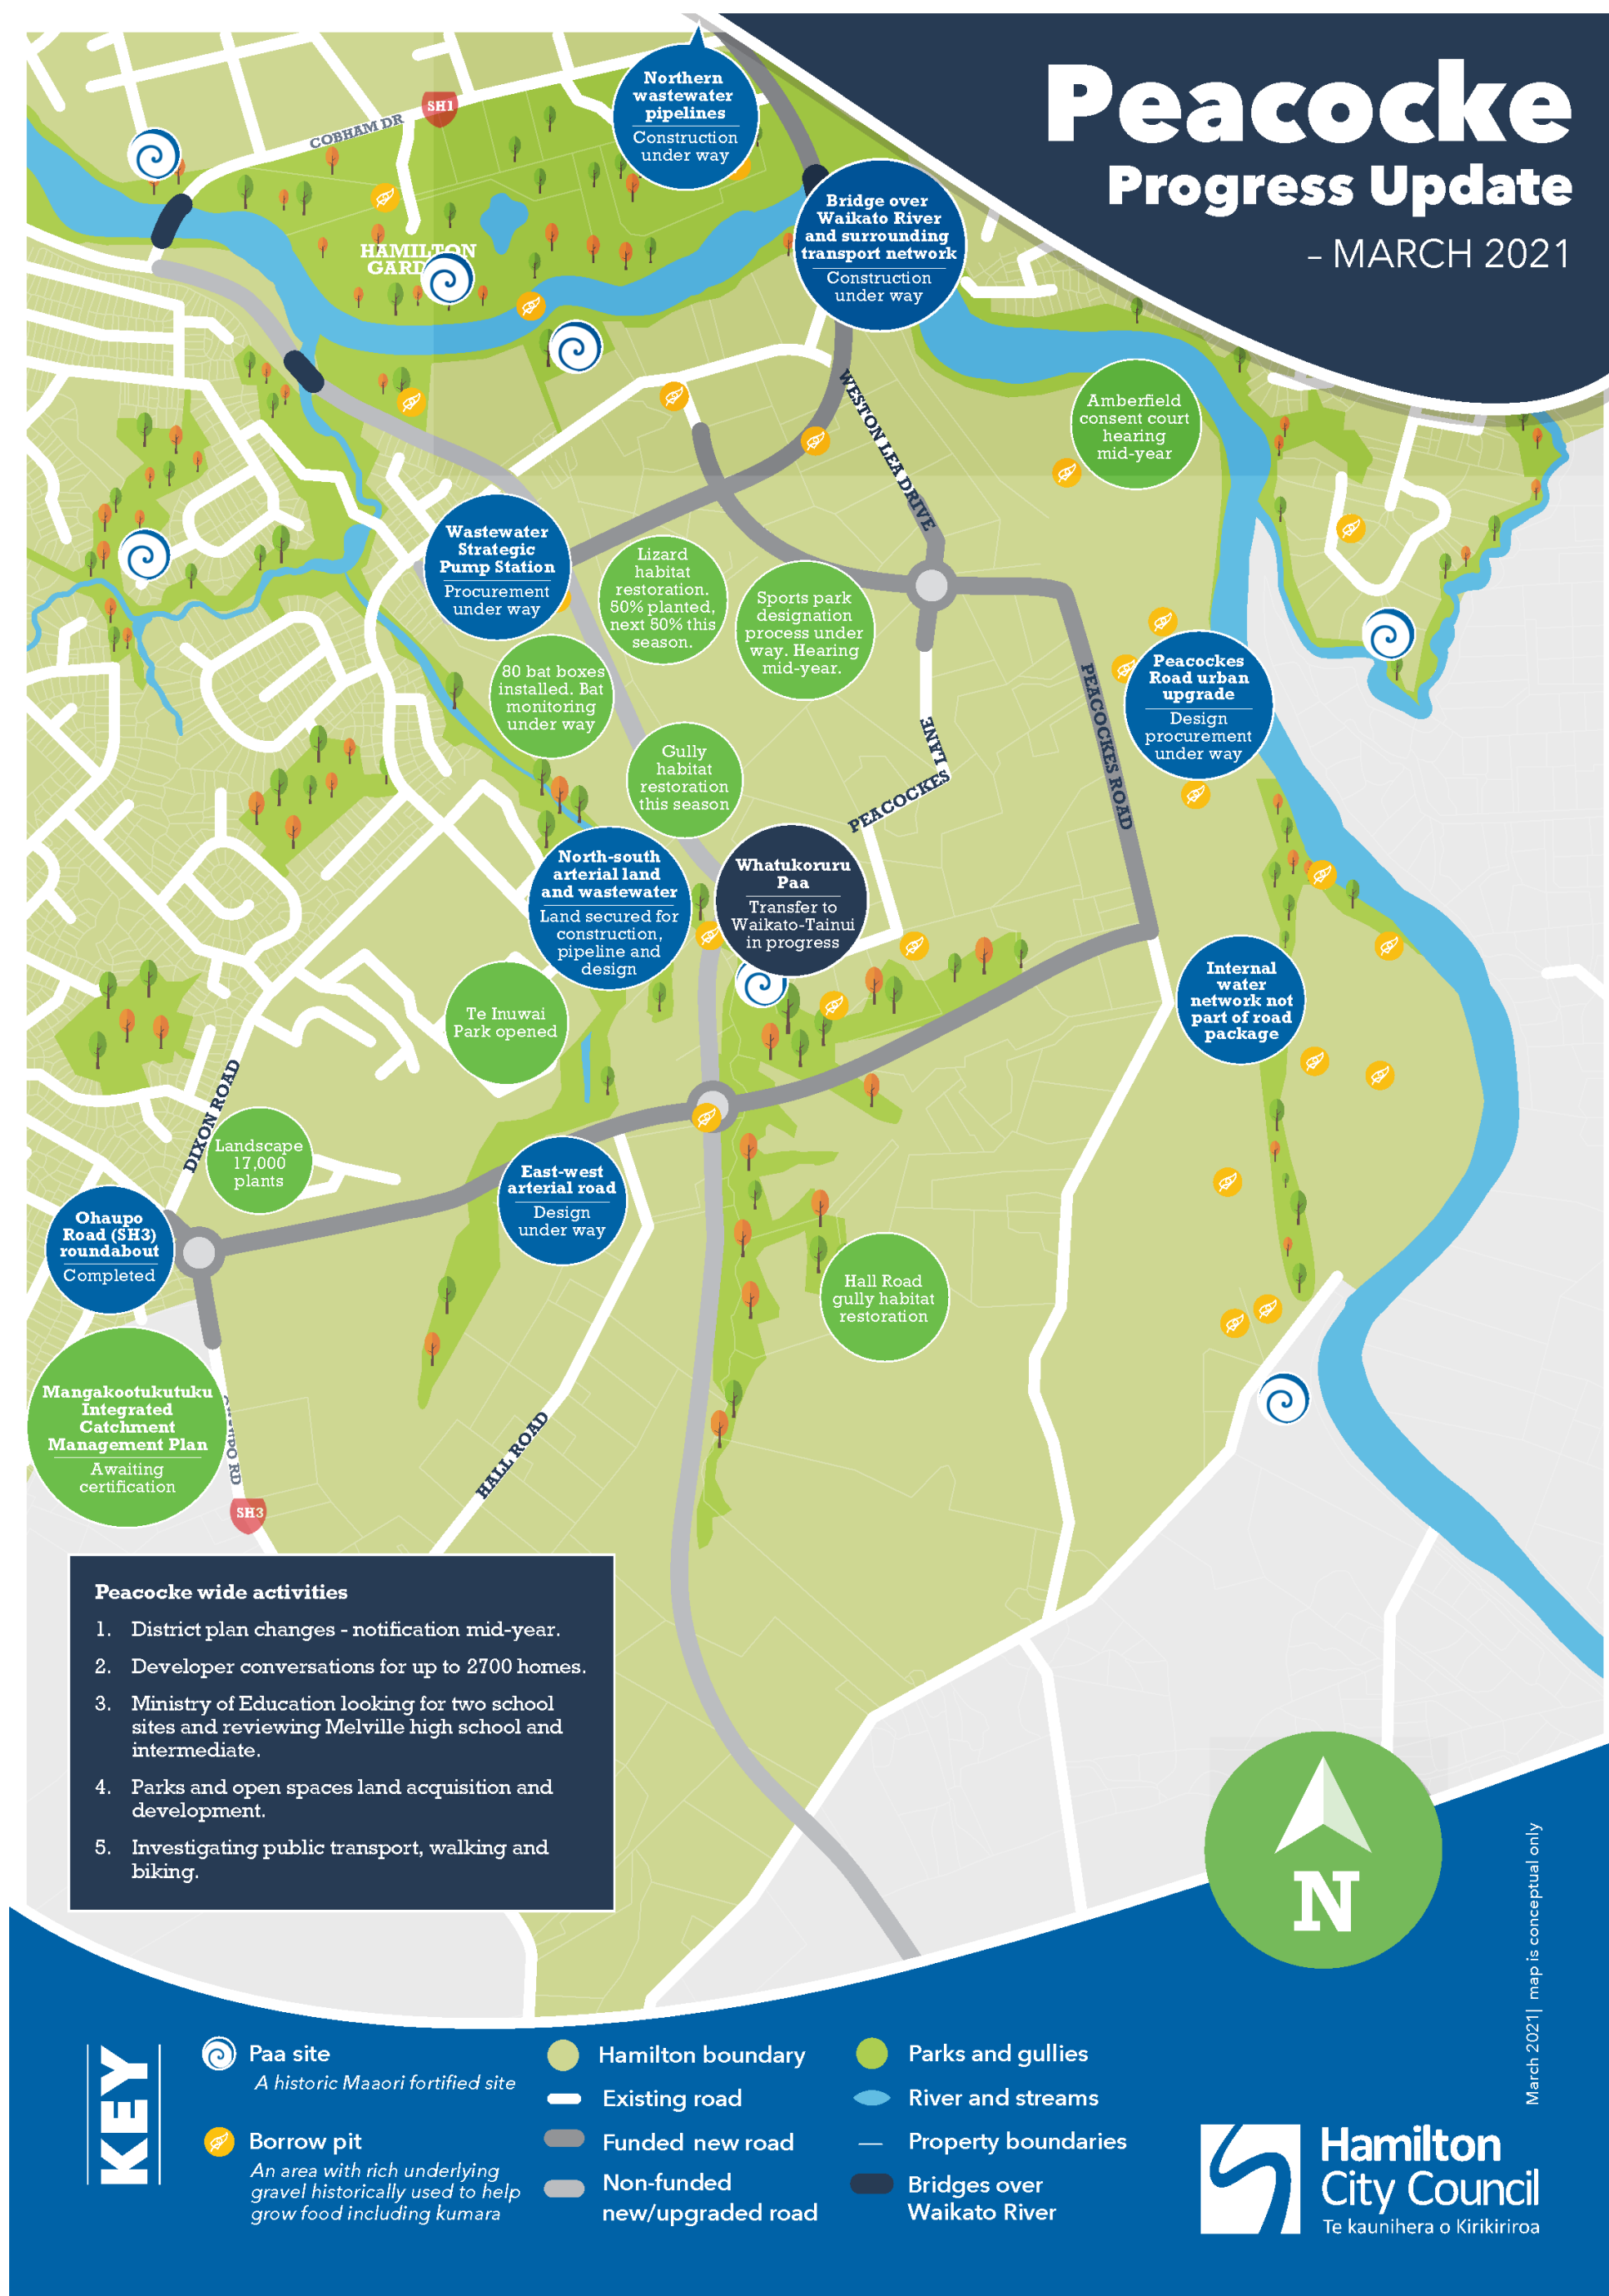 Peacocke
Progress Update
– MARCH 2021
Northern
wastewater
pipelines
Construction
under way
SH1
COBHAM DR
HAMILTON
Bridge over
Waikato River
and surrounding
transport network
Construction
under way
WESTON LEA DRIVE
Amberfield
consent court
hearing
mid-year
Wastewater
Strategic
Pump Station
Procurement
under way
Lizard
habitat
restoration.
50% planted,
next 50% this
season.
Sports park
designation
process under
way. Hearing
mid-year.
80 bat boxes
installed. Bat
monitoring
under way
Peacockes
Road urban
upgrade
Design
procurement
under way
PEACOCKES ROAD
PEACOCKES
LANE
Gully
habitat
restoration
this season
North-south
arterial land
and wastewater
Land secured for
construction,
pipeline and
design
Whatukoruru
Paa
Transfer to
Waikato-Tainui
in progress
Internal
water
network not
part of road
package
Te Inuwai
Park opened
DIXON ROAD
Landscape
17,000
plants
East-west
arterial road
Design
under way
Ohaupo
Road (SH3)
roundabout
Completed
Hall Road
gully habitat
restoration
Mangakootukutuku
Integrated
Catchment
Management Plan
Awaiting
certification
RD
SH3
HALL ROAD
Peacocke wide activities
1. District plan changes - notification mid-year.
2. Developer conversations for up to 2700 homes.
3. Ministry of Education looking for two school
sites and reviewing Melville high school and
intermediate.
4. Parks and open spaces land acquisition and
development.
5. Investigating public transport, walking and
biking.
N
March 2021| map is conceptual only
KEY
Paa site
A historic Maaori fortified site
Borrow pit
An area with rich underlying
gravel historically used to help
grow food including kumara
Hamilton boundary
Existing road
Funded new road
Non-funded
new/upgraded road
Parks and gullies
River and streams
Property boundaries
Bridges over
Waikato River
Hamilton
City Council
Te kaunihera o Kirikiriroa